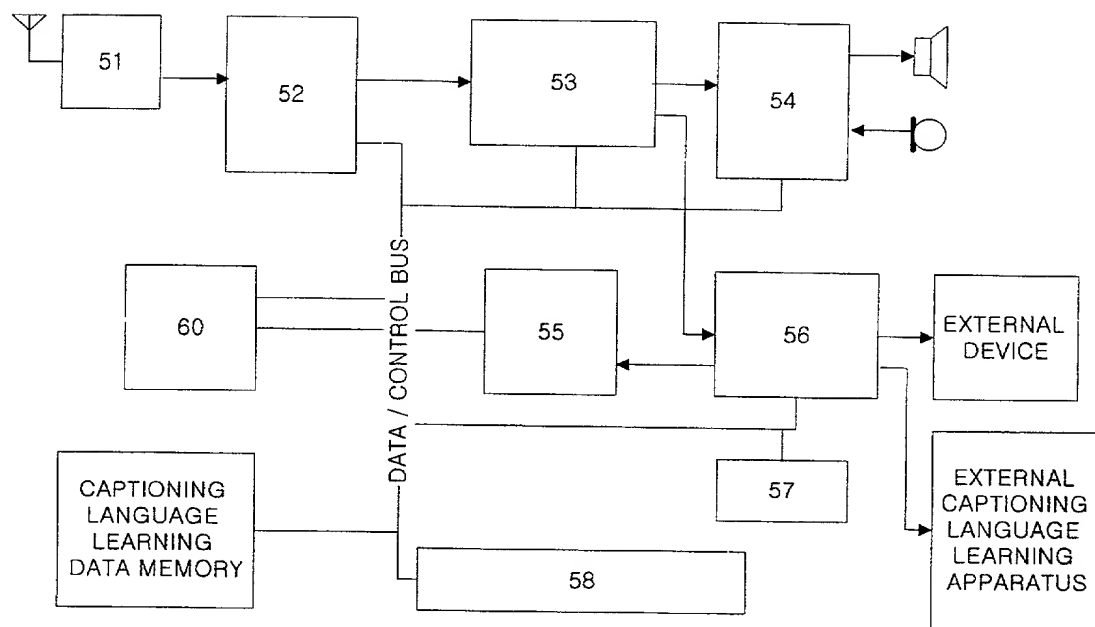 51
52
53
54
DATA / CONTROL BUS
60
55
56
EXTERNAL
DEVICE
CAPTIONING
LANGUAGE
LEARNING
DATA MEMORY
57
58
EXTERNAL
CAPTIONING
LANGUAGE
LEARNING
APPARATUS